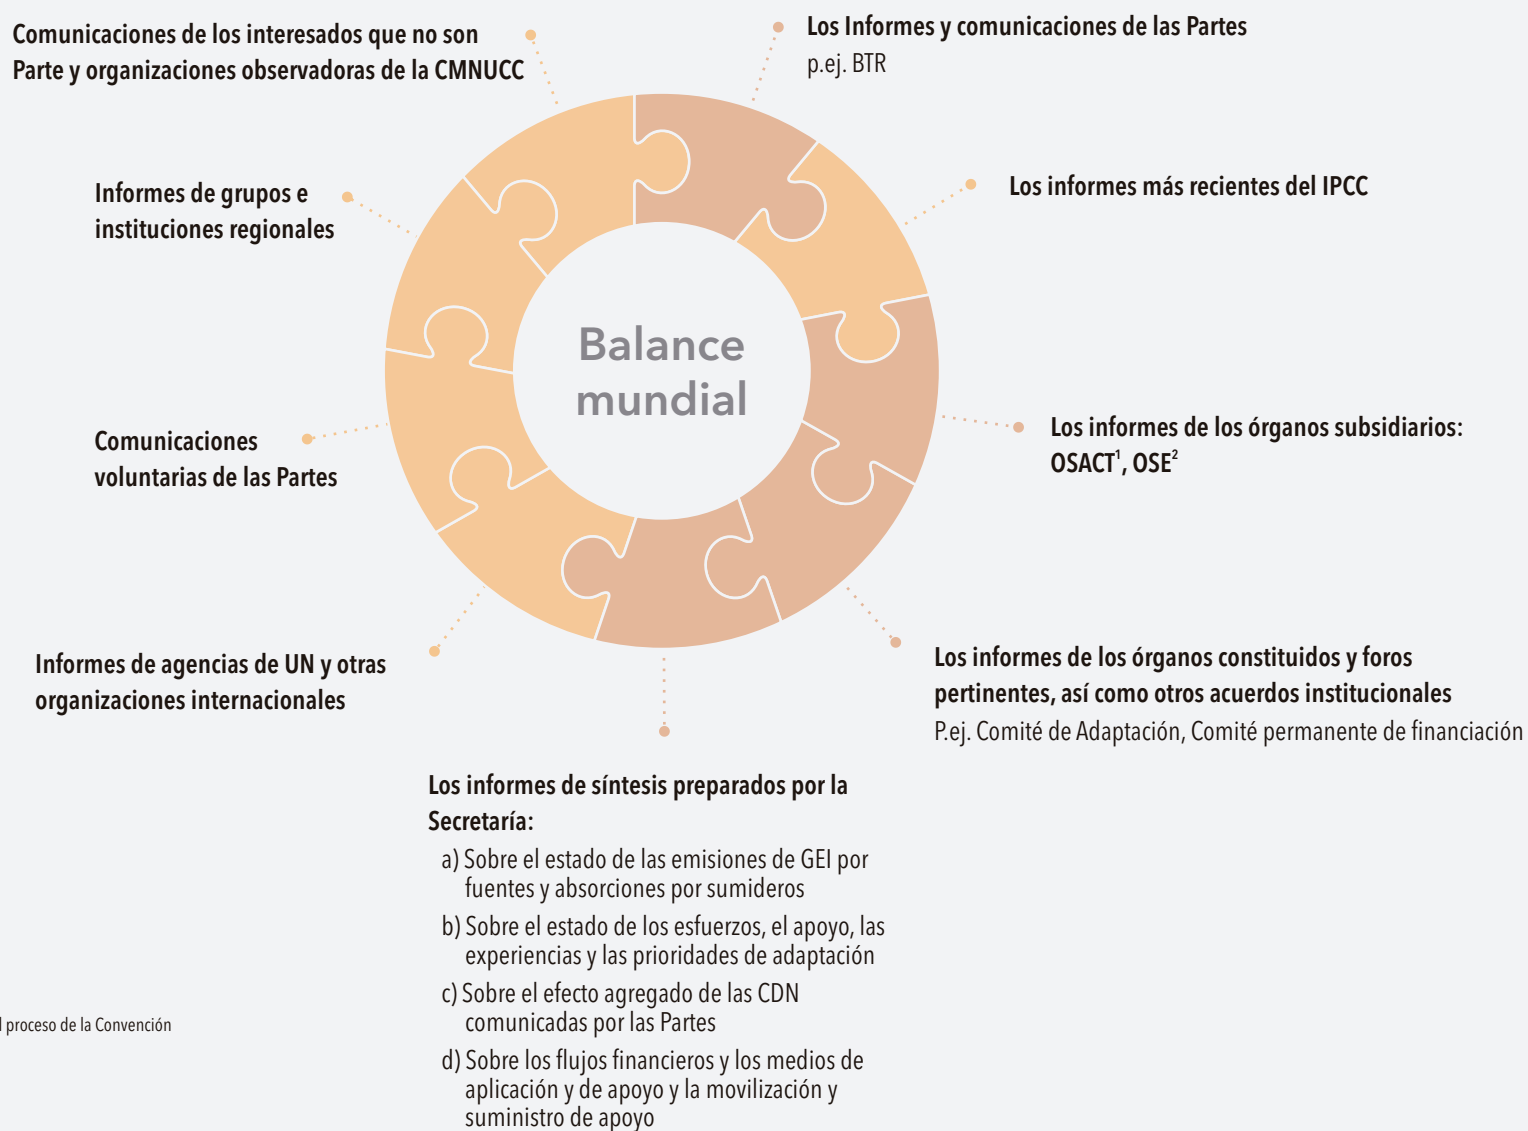 Comunicaciones de los interesados que no son
Parte y organizaciones observadoras de la CMNUCC
Los Informes y comunicaciones de las Partes
p.ej. BTR
Informes de grupos e
instituciones regionales
Los informes más recientes del IPCC
Balance
mundial
Comunicaciones
voluntarias de las Partes
Los informes de los órganos subsidiarios:
OSACT¹, OSE²
Informes de agencias de UN y otras
organizaciones internacionales
Los informes de los órganos constituidos y foros
pertinentes, así como otros acuerdos institucionales
P.ej. Comité de Adaptación, Comité permanente de financiación
Los informes de síntesis preparados por la
Secretaría:
a) Sobre el estado de las emisiones de GEI por
fuentes y absorciones por sumideros
b) Sobre el estado de los esfuerzos, el apoyo, las
experiencias y las prioridades de adaptación
c) Sobre el efecto agregado de las CDN
comunicadas por las Partes
d) Sobre los flujos financieros y los medios de
aplicación y de apoyo y la movilización y
suministro de apoyo
proceso de la Convención